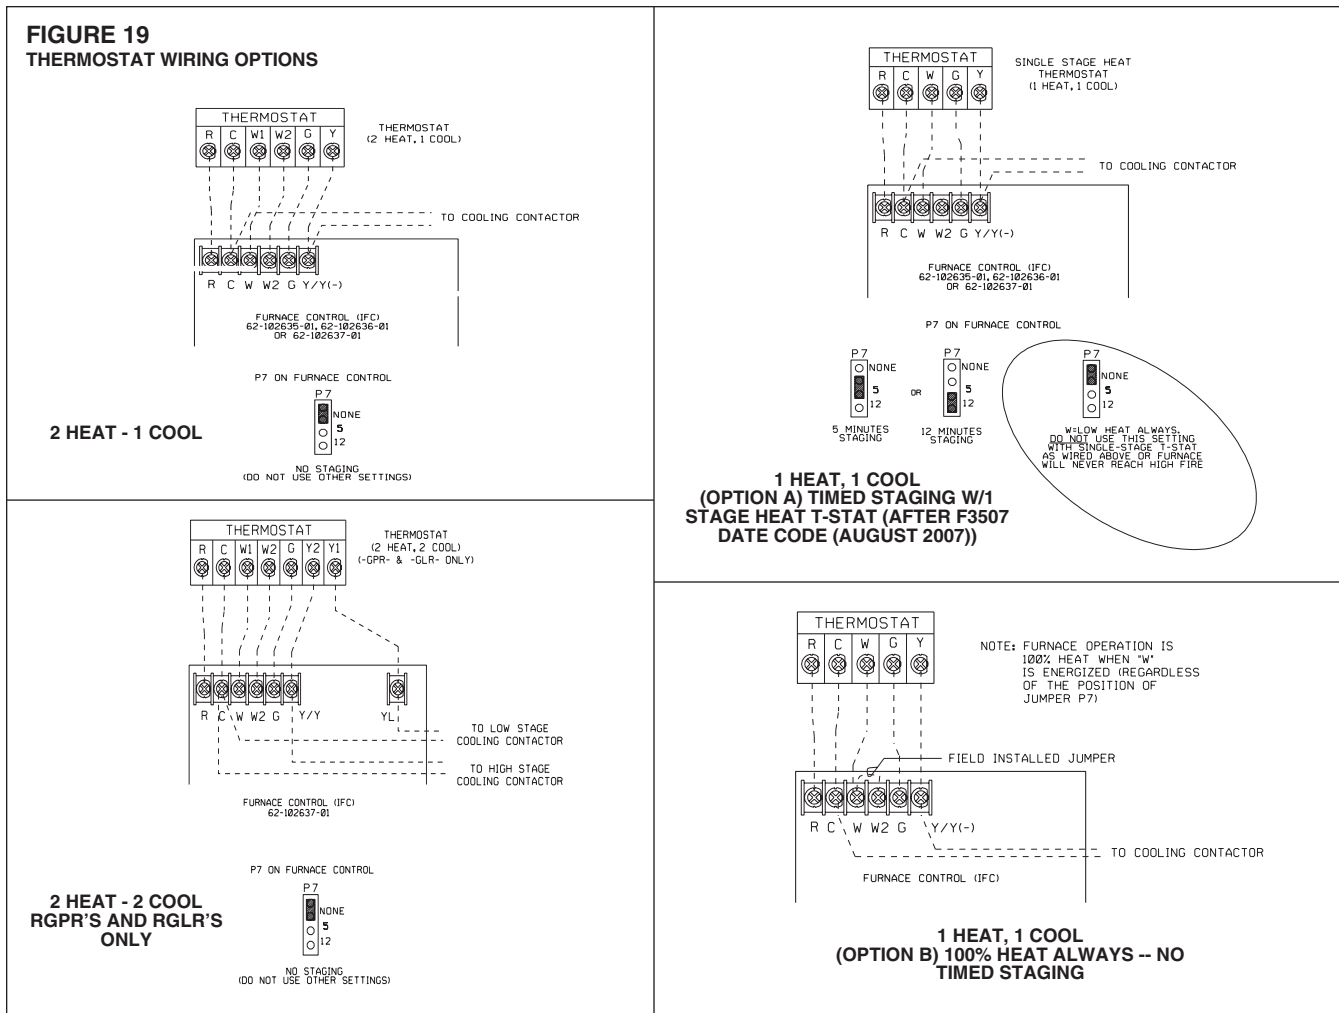 FIGURE 19
THERMOSTAT WIRING OPTIONS
THERMOSTAT
R C W1 W2 G Y
THERMOSTAT
(2 HEAT, 1 COOL)
TO COOLING CONTACTOR
R C W W2 G Y/Y(-)
FURNACE CONTROL (IFC)
62-102635-01, 62-102636-01
OR 62-102637-01
P7 ON FURNACE CONTROL
P7
NONE
5
12
2 HEAT - 1 COOL
NO STAGING
(DO NOT USE OTHER SETTINGS)
THERMOSTAT
R C W1 W2 G Y2 Y1
THERMOSTAT
(2 HEAT, 2 COOL)
(-GPR- & -GLR- ONLY)
R C W W2 G Y/Y YL
TO LOW STAGE
COOLING CONTACTOR
TO HIGH STAGE
COOLING CONTACTOR
FURNACE CONTROL (IFC)
62-102637-01
P7 ON FURNACE CONTROL
P7
NONE
5
12
2 HEAT - 2 COOL
RGPR'S AND RGLR'S
ONLY
NO STAGING
(DO NOT USE OTHER SETTINGS)
THERMOSTAT
R C W G Y
SINGLE STAGE HEAT
THERMOSTAT
(1 HEAT, 1 COOL)
TO COOLING CONTACTOR
R C W W2 G Y/Y(-)
FURNACE CONTROL (IFC)
62-102635-01, 62-102636-01
OR 62-102637-01
P7 ON FURNACE CONTROL
P7
NONE
5
12
5 MINUTES
STAGING
OR
P7
NONE
5
12
12 MINUTES
STAGING
P7
NONE
5
12
W=LOW HEAT ALWAYS.
DO NOT USE THIS SETTING
WITH SINGLE-STAGE T-STAT
AS WIRED ABOVE OR FURNACE
WILL NEVER REACH HIGH FIRE
1 HEAT, 1 COOL
(OPTION A) TIMED STAGING W/1
STAGE HEAT T-STAT (AFTER F3507
DATE CODE (AUGUST 2007))
THERMOSTAT
R C W G Y
NOTE: FURNACE OPERATION IS
100% HEAT WHEN "W"
IS ENERGIZED (REGARDLESS
OF THE POSITION OF
JUMPER P7)
FIELD INSTALLED JUMPER
R C W W2 G Y/Y(-)
TO COOLING CONTACTOR
FURNACE CONTROL (IFC)
1 HEAT, 1 COOL
(OPTION B) 100% HEAT ALWAYS -- NO
TIMED STAGING